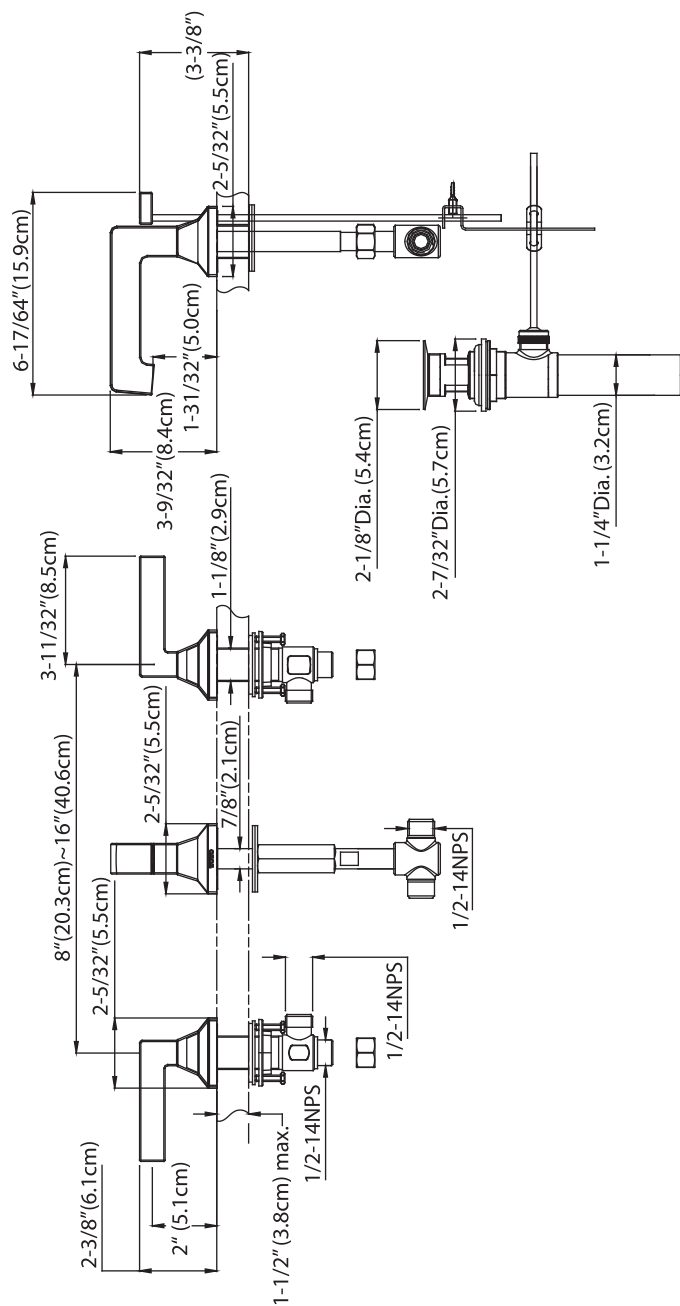 (3-3/8")
2-5/32"(5.5cm)
6-17/64"(15.9cm)
1-31/32"(5.0cm)
3-9/32"(8.4cm)
2-1/8"Dia.(5.4cm)
2-7/32"Dia.(5.7cm)
1-1/4"Dia.(3.2cm)
3-11/32"(8.5cm)
1-1/8"(2.9cm)
8"(20.3cm)~16"(40.6cm)
2-5/32"(5.5cm)
7/8"(2.1cm)
2-5/32"(5.5cm)
1/2-14NPS
1/2-14NPS
1/2-14NPS
2-3/8"(6.1cm)
2" (5.1cm)
1-1/2" (3.8cm) max.